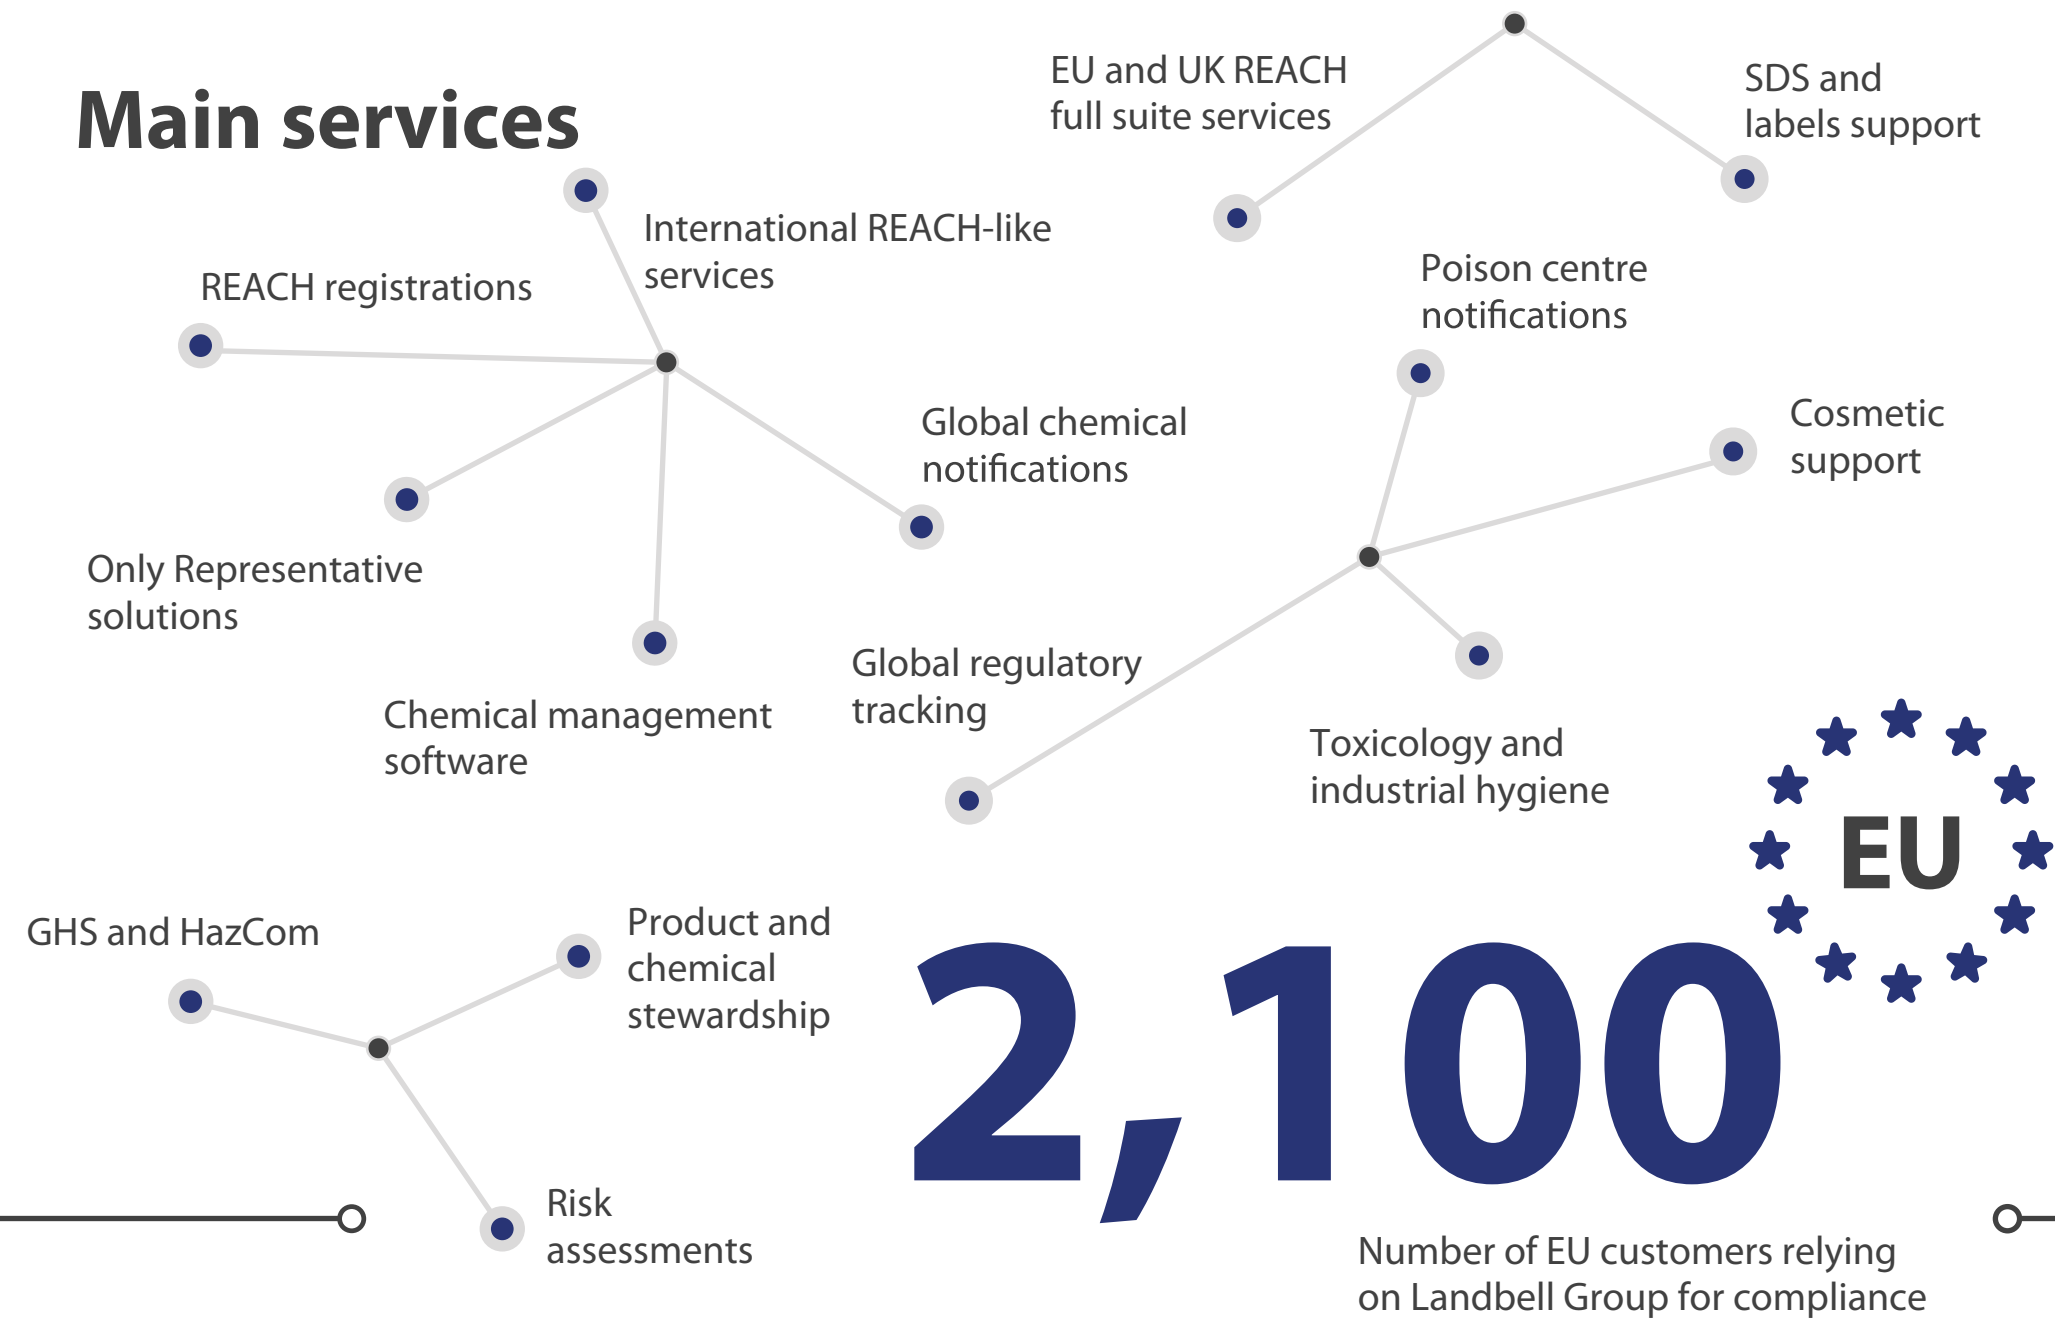 Main services
International REACH-like
services
REACH registrations
Only Representative
solutions
Chemical management
software
Global chemical
notifications
EU and UK REACH
full suite services
SDS and
labels support
Poison centre
notifications
Cosmetic
support
Global regulatory
tracking
Toxicology and
industrial hygiene
GHS and HazCom
Product and
chemical
stewardship
Risk
assessments
EU
2,100
Number of EU customers relying
on Landbell Group for compliance